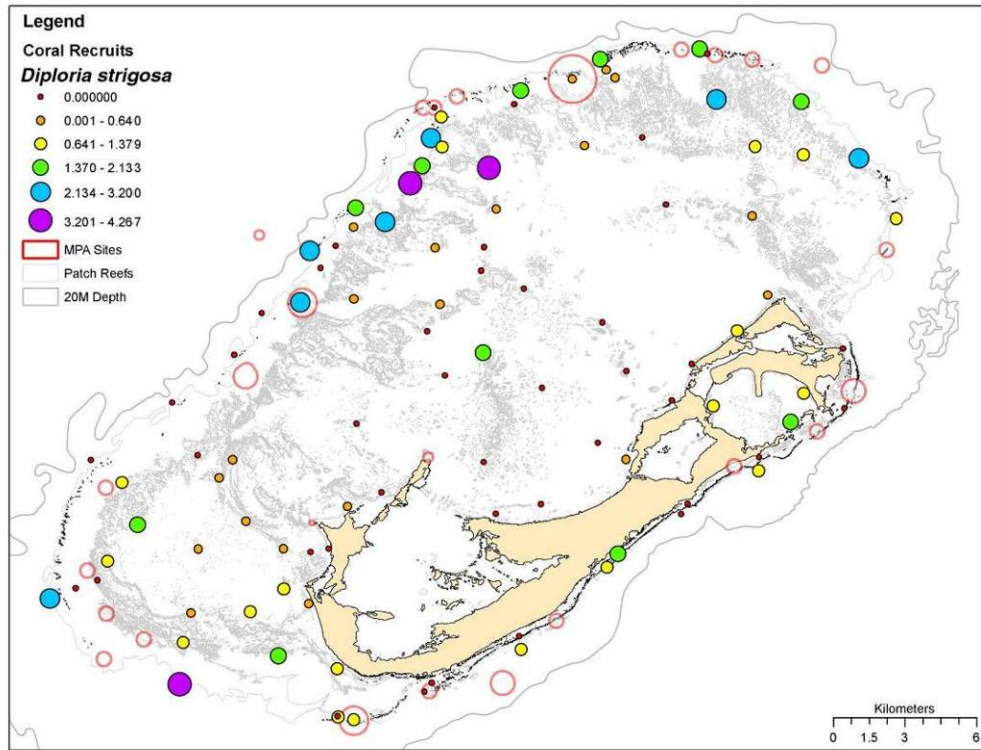 Legend
Coral Recruits
Diploria strigosa
0.000000
0.001 - 0.640
0.641 - 1.379
1.370 - 2.133
2.134 - 3.200
3.201 - 4.267
MPA Sites
Patch Reefs
20M Depth
Kilometers
0 1.5 3 6